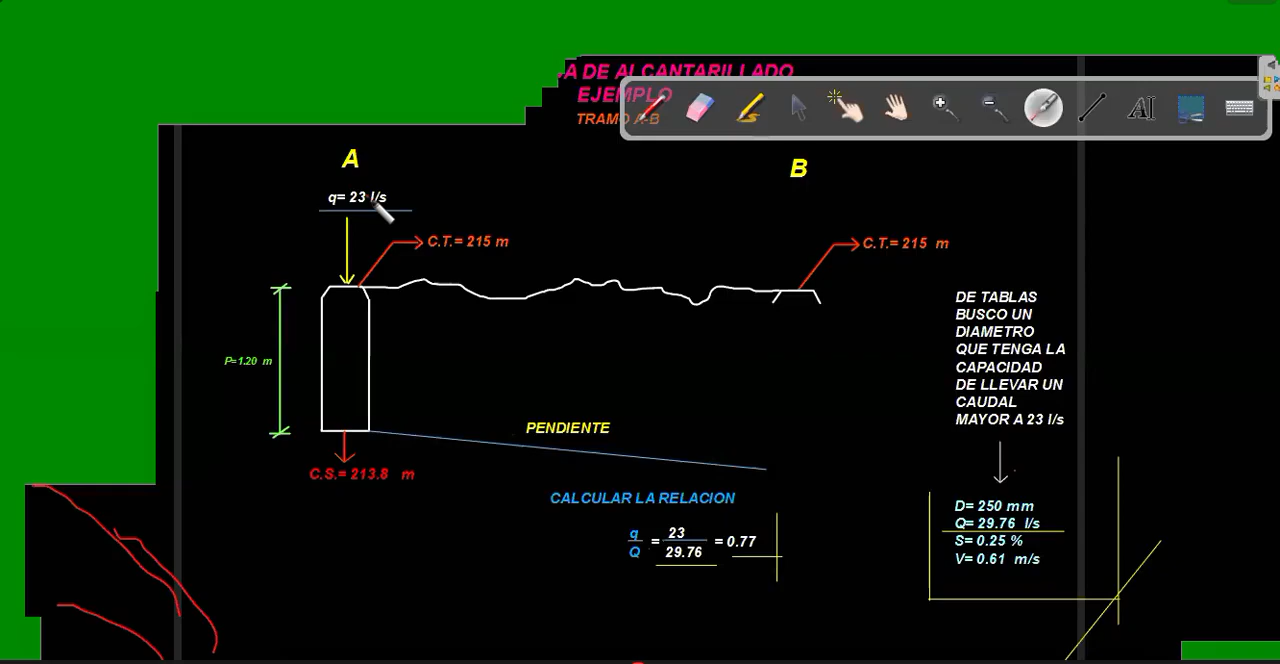 A DE ALCANTARILLADO
EJEMPLO
TRAMO A-B
A
B
q= 23 l/s
C.T.= 215 m
C.T.= 215 m
P=1.20 m
C.S.= 213.8 m
PENDIENTE
CALCULAR LA RELACION
q/Q = 23/29.76 = 0.77
DE TABLAS
BUSCO UN
DIAMETRO
QUE TENGA LA
CAPACIDAD
DE LLEVAR UN
CAUDAL
MAYOR A 23 l/s
D= 250 mm
Q= 29.76 l/s
S= 0.25 %
V= 0.61 m/s